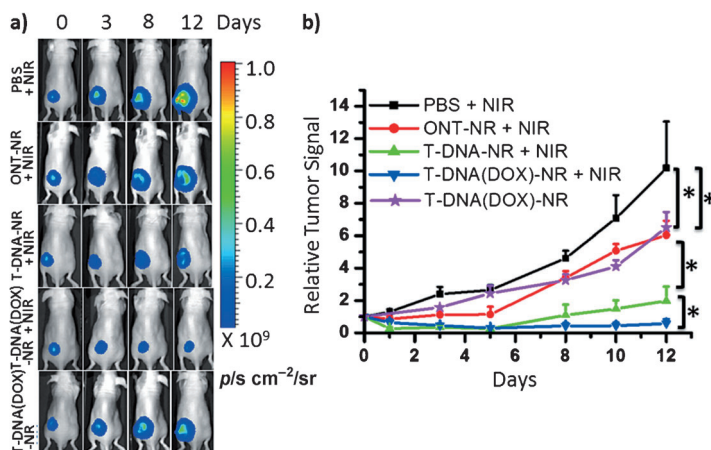 a)
0 3 8 12 Days
PBS
+ NIR
ONT-NR
+ NIR
T-DNA-NR
+ NIR
T-DNA(DOX)
-NR + NIR
T-DNA(DOX)
-NR
1.0
0.8
0.6
0.4
0.2
X 10⁹
p/s cm⁻²/sr
b)
Relative Tumor Signal
14
12
10
8
6
4
2
0
PBS + NIR
ONT-NR + NIR
T-DNA-NR + NIR
T-DNA(DOX)-NR + NIR
T-DNA(DOX)-NR
*
*
*
*
0 2 4 6 8 10 12
Days